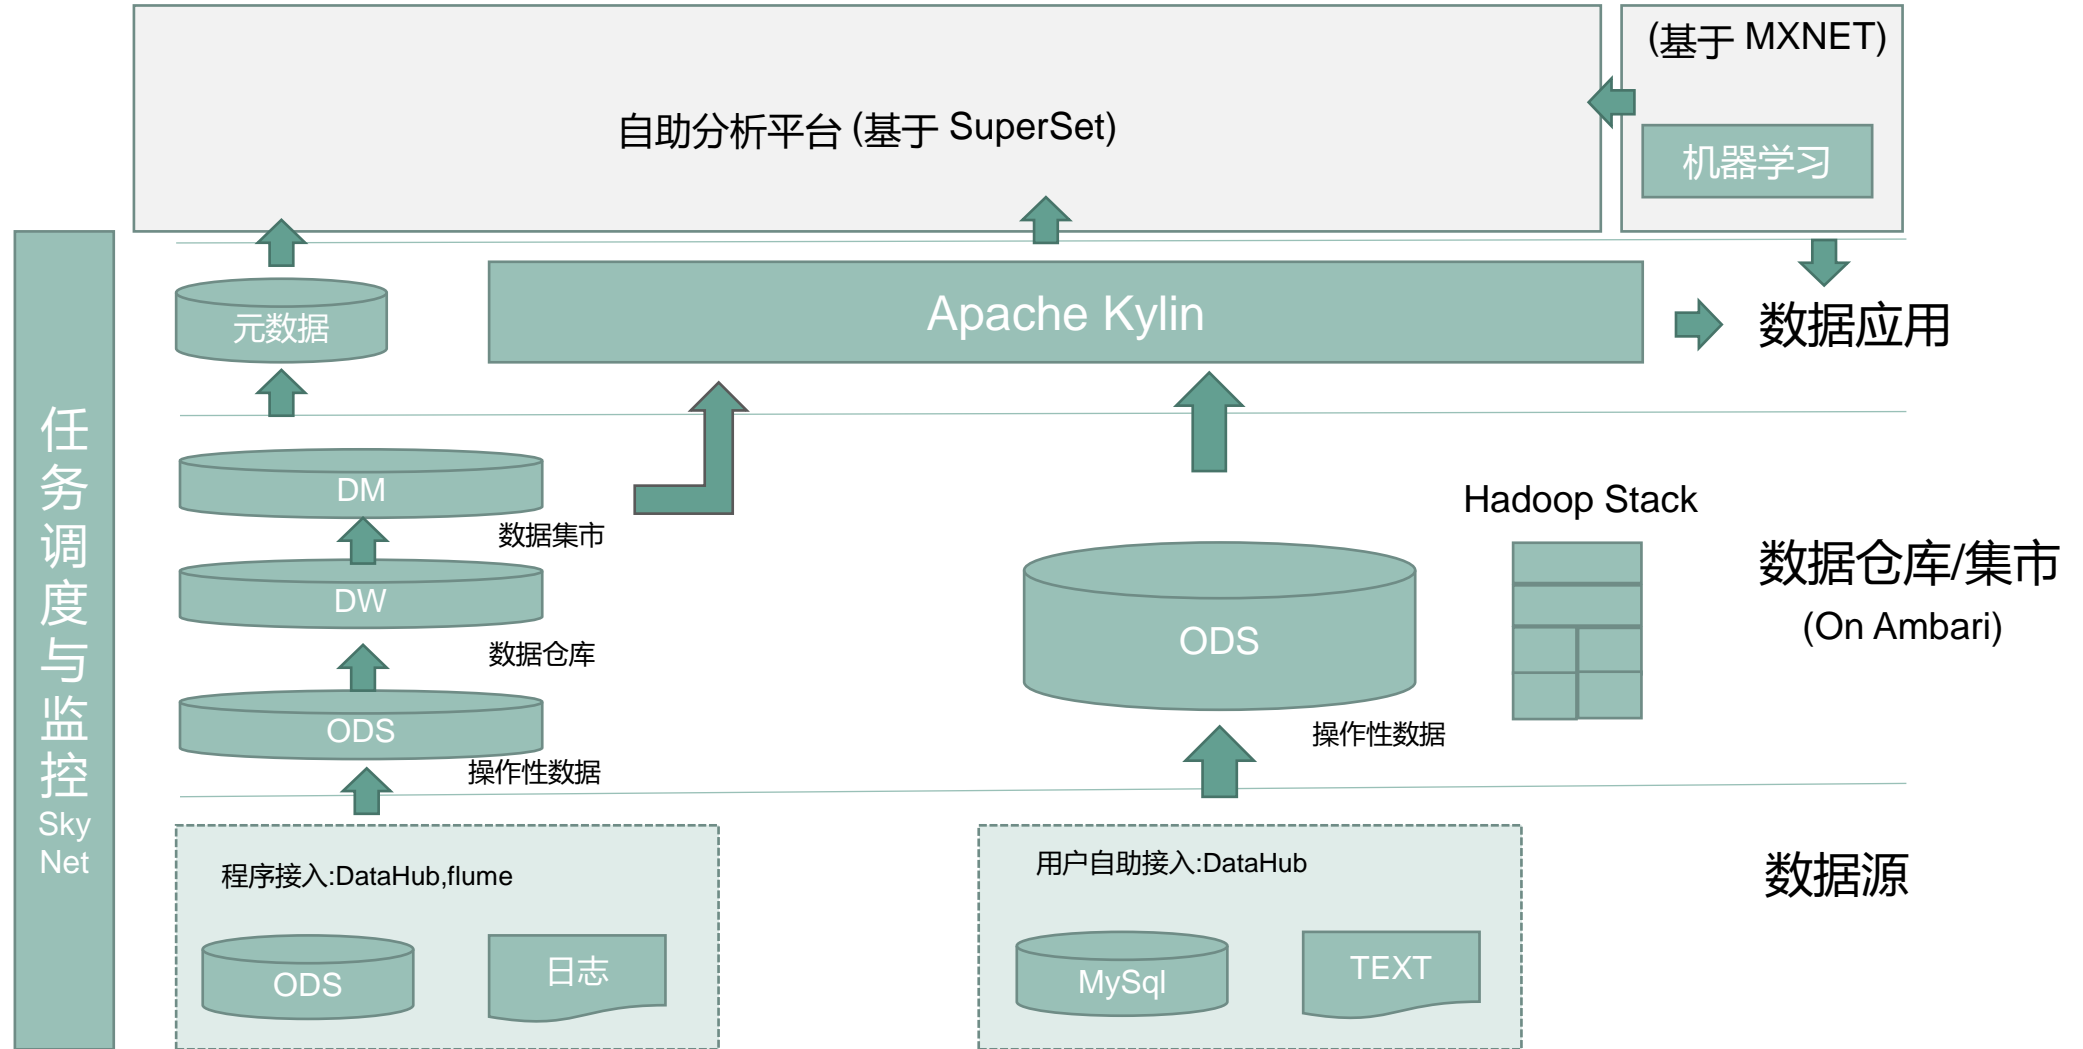 (基于 MXNET)
自助分析平台 (基于 SuperSet)
机器学习
元数据
Apache Kylin
数据应用
任务调度与监控
Sky
Net
DM
数据集市
DW
数据仓库
ODS
操作性数据
ODS
操作性数据
Hadoop Stack
数据仓库/集市
(On Ambari)
程序接入:DataHub,flume
ODS
日志
用户自助接入:DataHub
MySql
TEXT
数据源